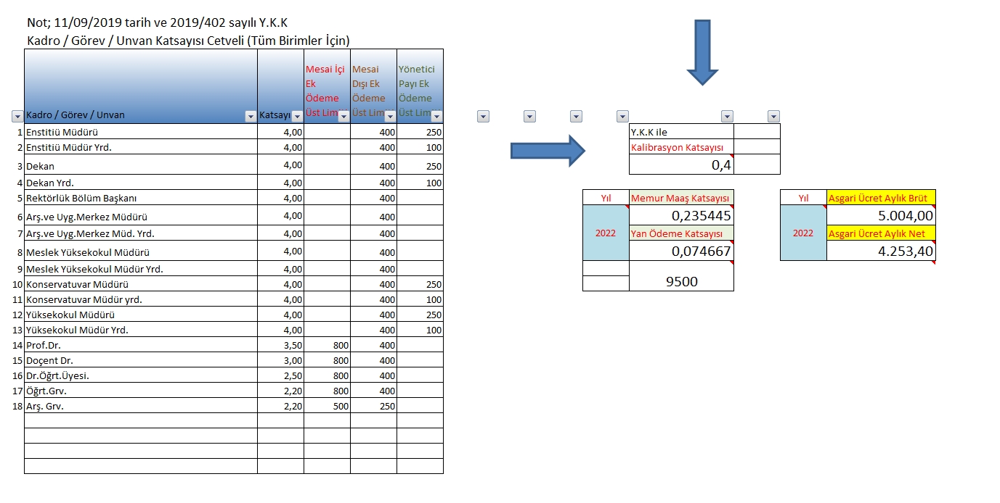 Not; 11/09/2019 tarih ve 2019/402 sayılı Y.K.K
Kadro / Görev / Unvan Katsayısı Cetveli (Tüm Birimler İçin)
Kadro / Görev / Unvan Katsayı Mesai İçi Ek Ödeme Üst Lim Mesai Dışı Ek Ödeme Üst Lim Yönetici Payı Ek Ödeme Üst Lim
1 Enstitiü Müdürü 4,00 400 250
2 Enstitiü Müdür Yrd. 4,00 400 100
3 Dekan 4,00 400 250
4 Dekan Yrd. 4,00 400 100
5 Rektörlük Bölüm Başkanı 4,00 400
6 Arş.ve Uyg.Merkez Müdürü 4,00 400
7 Arş.ve Uyg.Merkez Müd. Yrd. 4,00 400
8 Meslek Yüksekokul Müdürü 4,00 400
9 Meslek Yüksekokul Müdür Yrd. 4,00 400
10 Konservatuvar Müdürü 4,00 400 250
11 Konservatuvar Müdür yrd. 4,00 400 100
12 Yüksekokul Müdürü 4,00 400 250
13 Yüksekokul Müdür Yrd. 4,00 400 100
14 Prof.Dr. 3,50 800 400
15 Doçent Dr. 3,00 800 400
16 Dr.Öğrt.Üyesi. 2,50 800 400
17 Öğrt.Grv. 2,20 800 400
18 Arş. Grv. 2,20 500 250
Y.K.K ile
Kalibrasyon Katsayısı
0,4
Yıl Memur Maaş Katsayısı
0,235445
2022 Yan Ödeme Katsayısı
0,074667
9500
Yıl Asgari Ücret Aylık Brüt
5.004,00
2022 Asgari Ücret Aylık Net
4.253,40